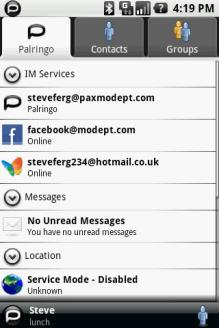 4:19 PM
Palringo
Contacts
Groups
IM Services
steveferg@paxmodept.com
Palringo
facebook@modept.com
Online
steveferg234@hotmail.co.uk
Online
Messages
No Unread Messages
You have no unread messages
Location
Service Mode - Disabled
Unknown
Steve
lunch